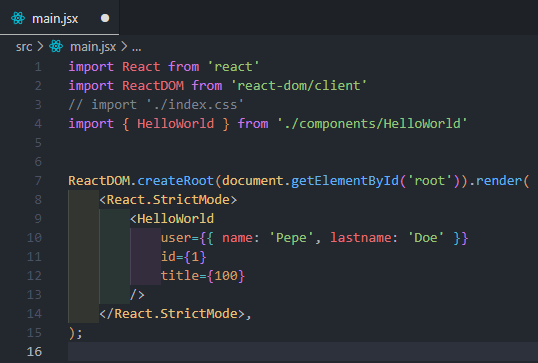 main.jsx
src > main.jsx > ...
1 import React from 'react'
2 import ReactDOM from 'react-dom/client'
3 // import './index.css'
4 import { HelloWorld } from './components/HelloWorld'
5
6
7 ReactDOM.createRoot(document.getElementById('root')).render(
8     <React.StrictMode>
9         <HelloWorld
10             user={{ name: 'Pepe', lastname: 'Doe' }}
11             id={1}
12             title={100}
13         />
14     </React.StrictMode>,
15 );
16